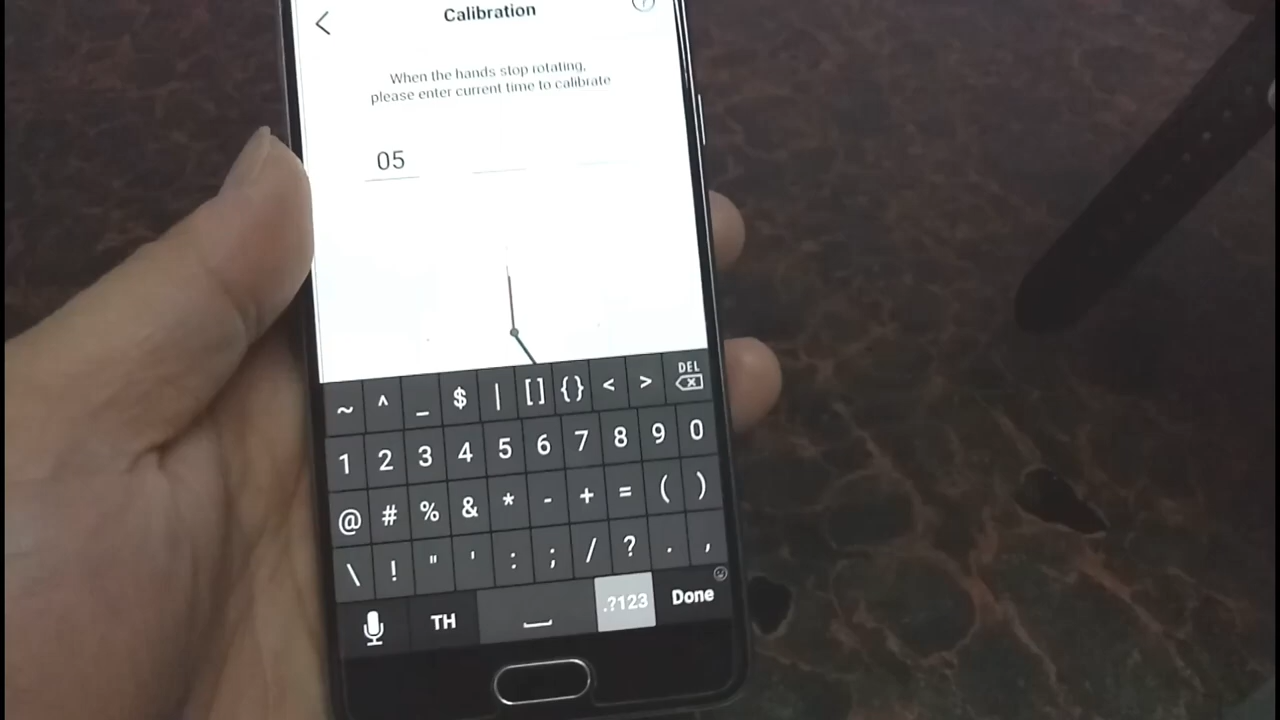 Calibration
When the hands stop rotating,
please enter current time to calibrate
05
~ ^ _ $ | [ ] { } < > DEL
1 2 3 4 5 6 7 8 9 0
@ # % & * - + = ( )
\ ! " ' : ; / ? . ,
TH .?123 Done